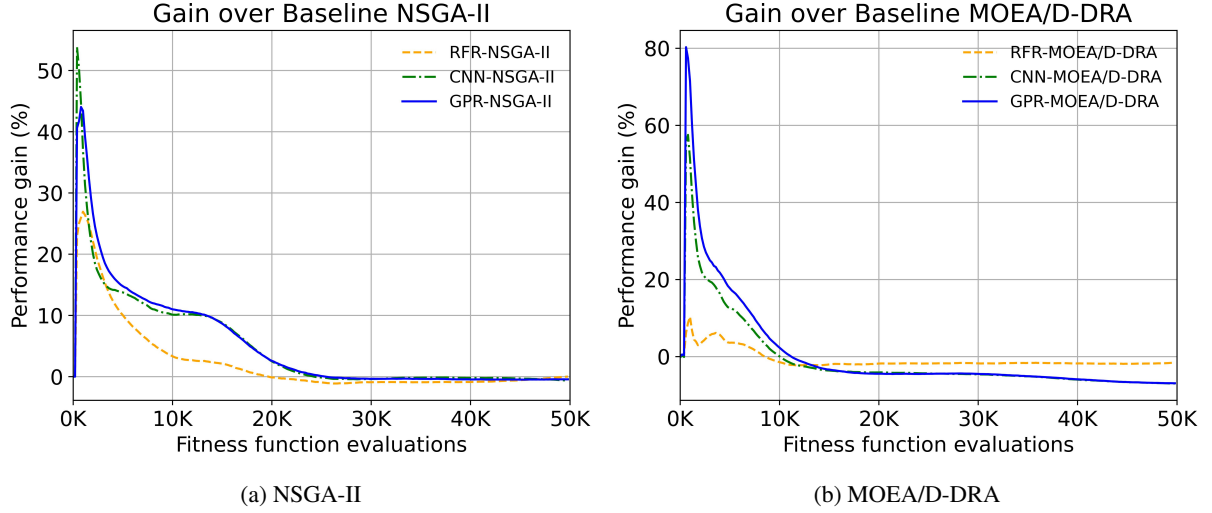 Gain over Baseline NSGA-II
Performance gain (%)
50
40
30
20
10
0
0K 10K 20K 30K 40K 50K
Fitness function evaluations
RFR-NSGA-II
CNN-NSGA-II
GPR-NSGA-II
(a) NSGA-II
Gain over Baseline MOEA/D-DRA
Performance gain (%)
80
60
40
20
0
0K 10K 20K 30K 40K 50K
Fitness function evaluations
RFR-MOEA/D-DRA
CNN-MOEA/D-DRA
GPR-MOEA/D-DRA
(b) MOEA/D-DRA